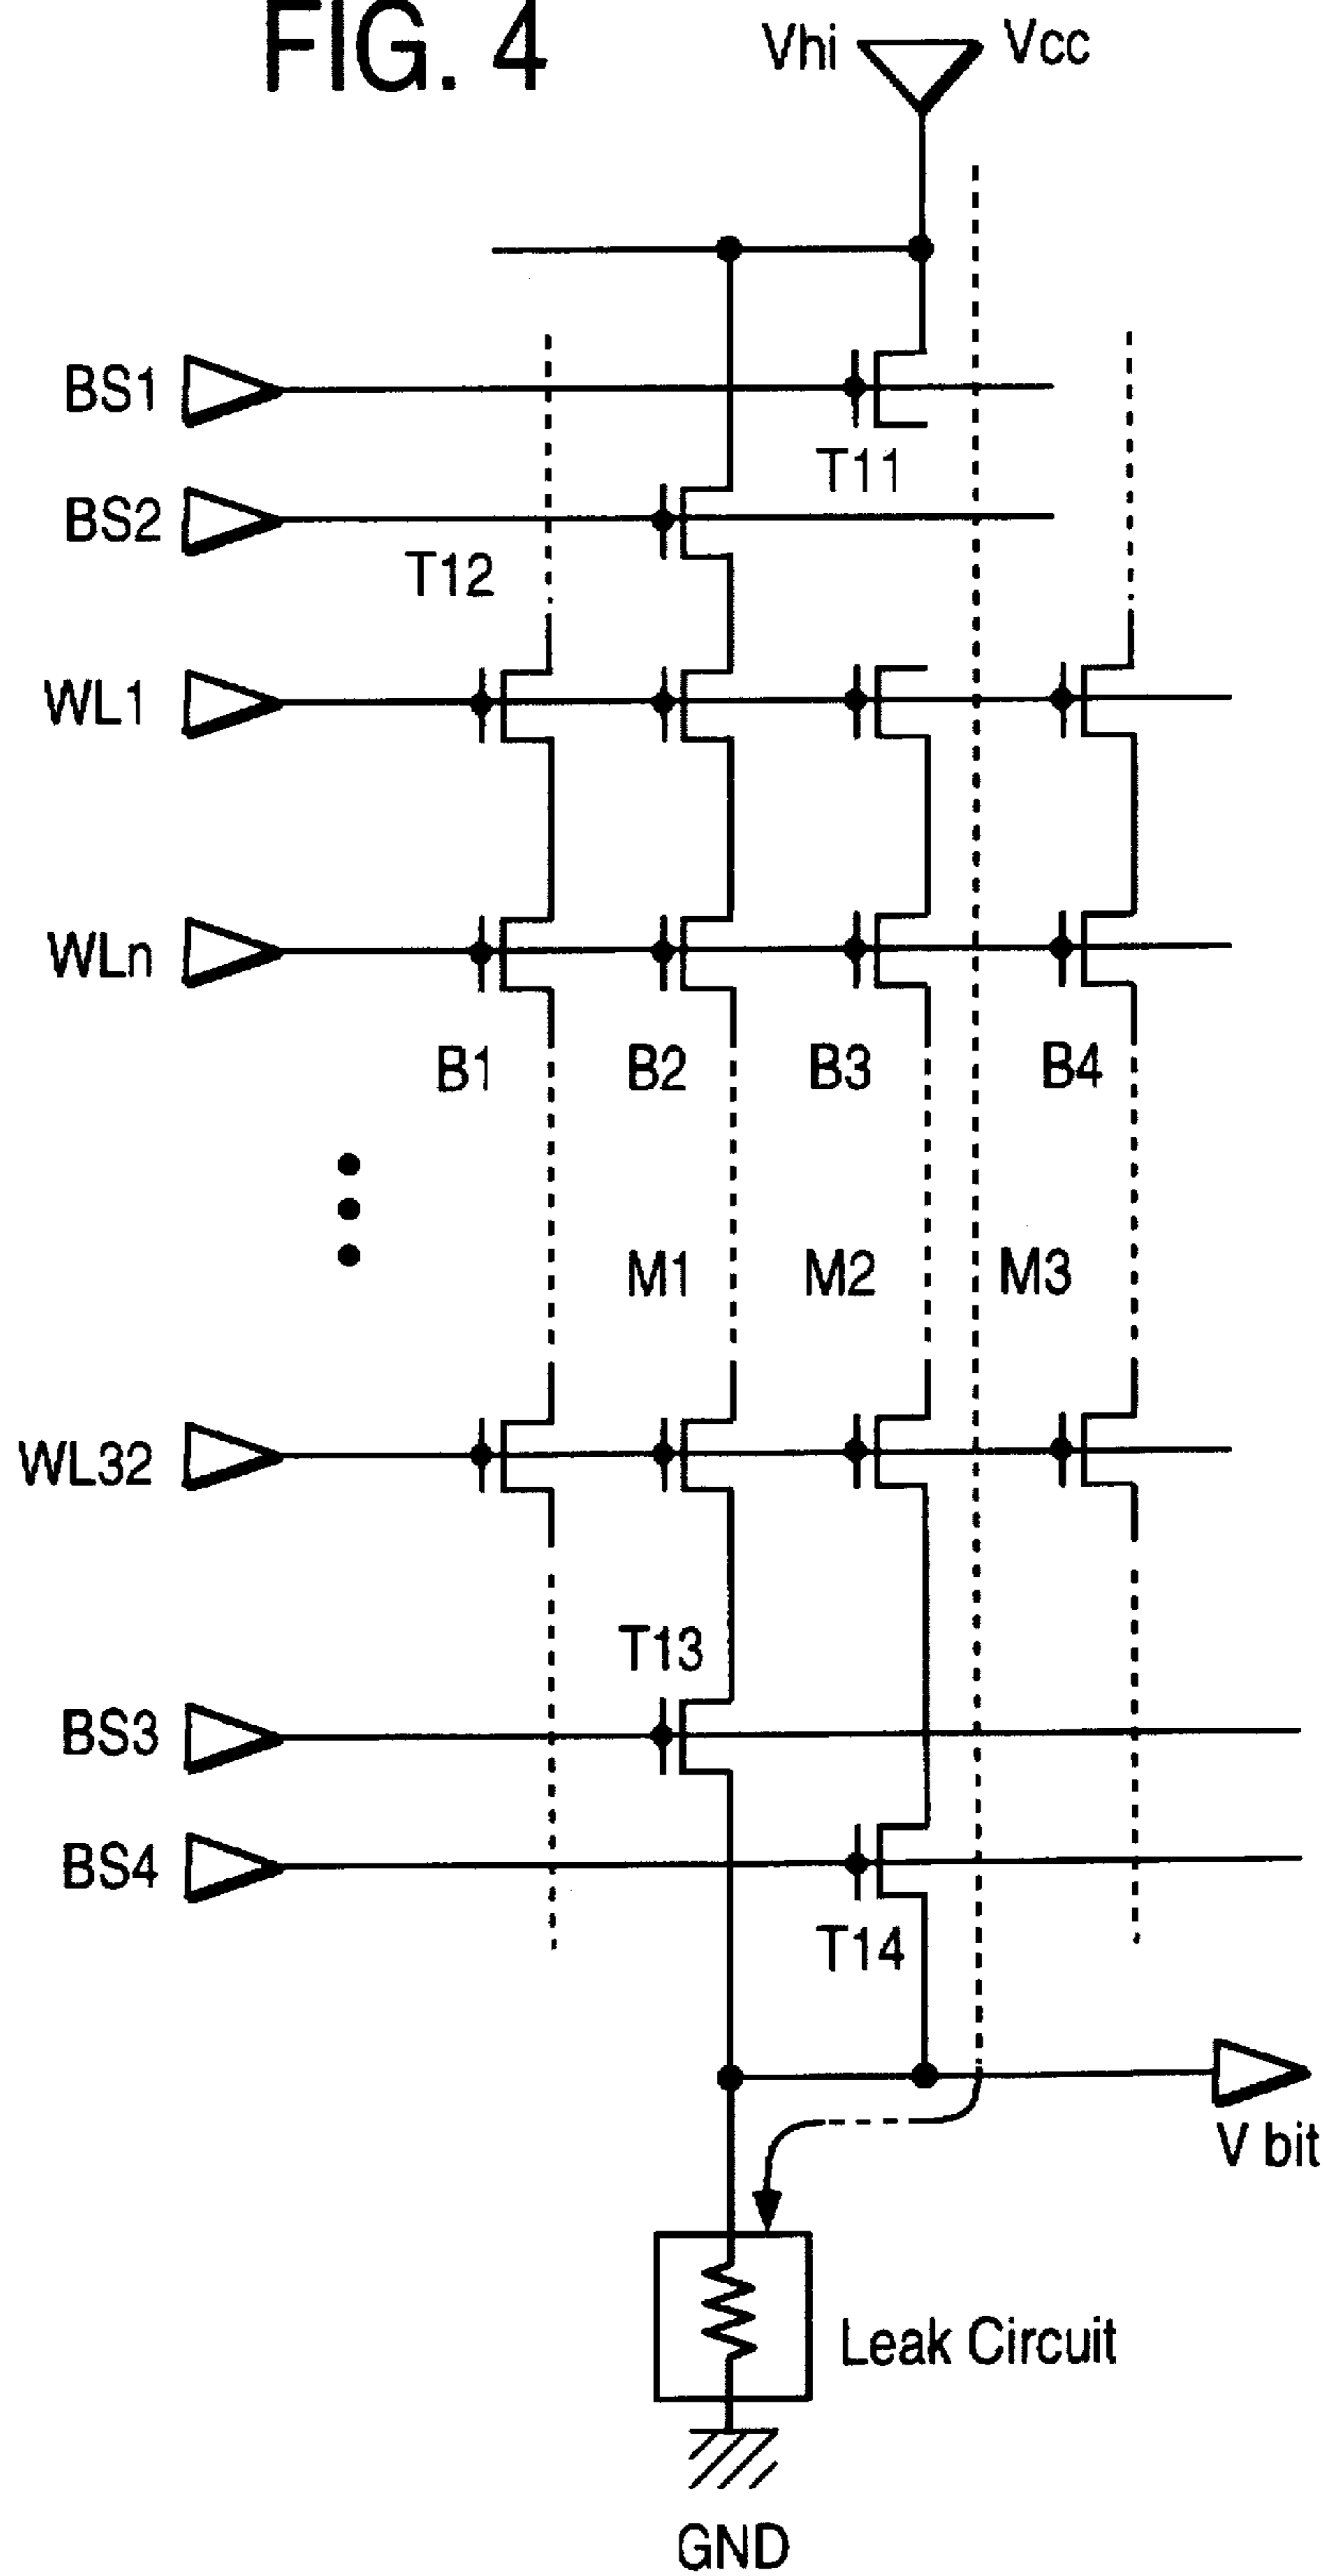 FIG. 4
Vhi Vcc
BS1
T11
BS2
T12
WL1
WLn
B1 B2 B3 B4
M1 M2 M3
WL32
T13
BS3
BS4
T14
V bit
Leak Circuit
GND